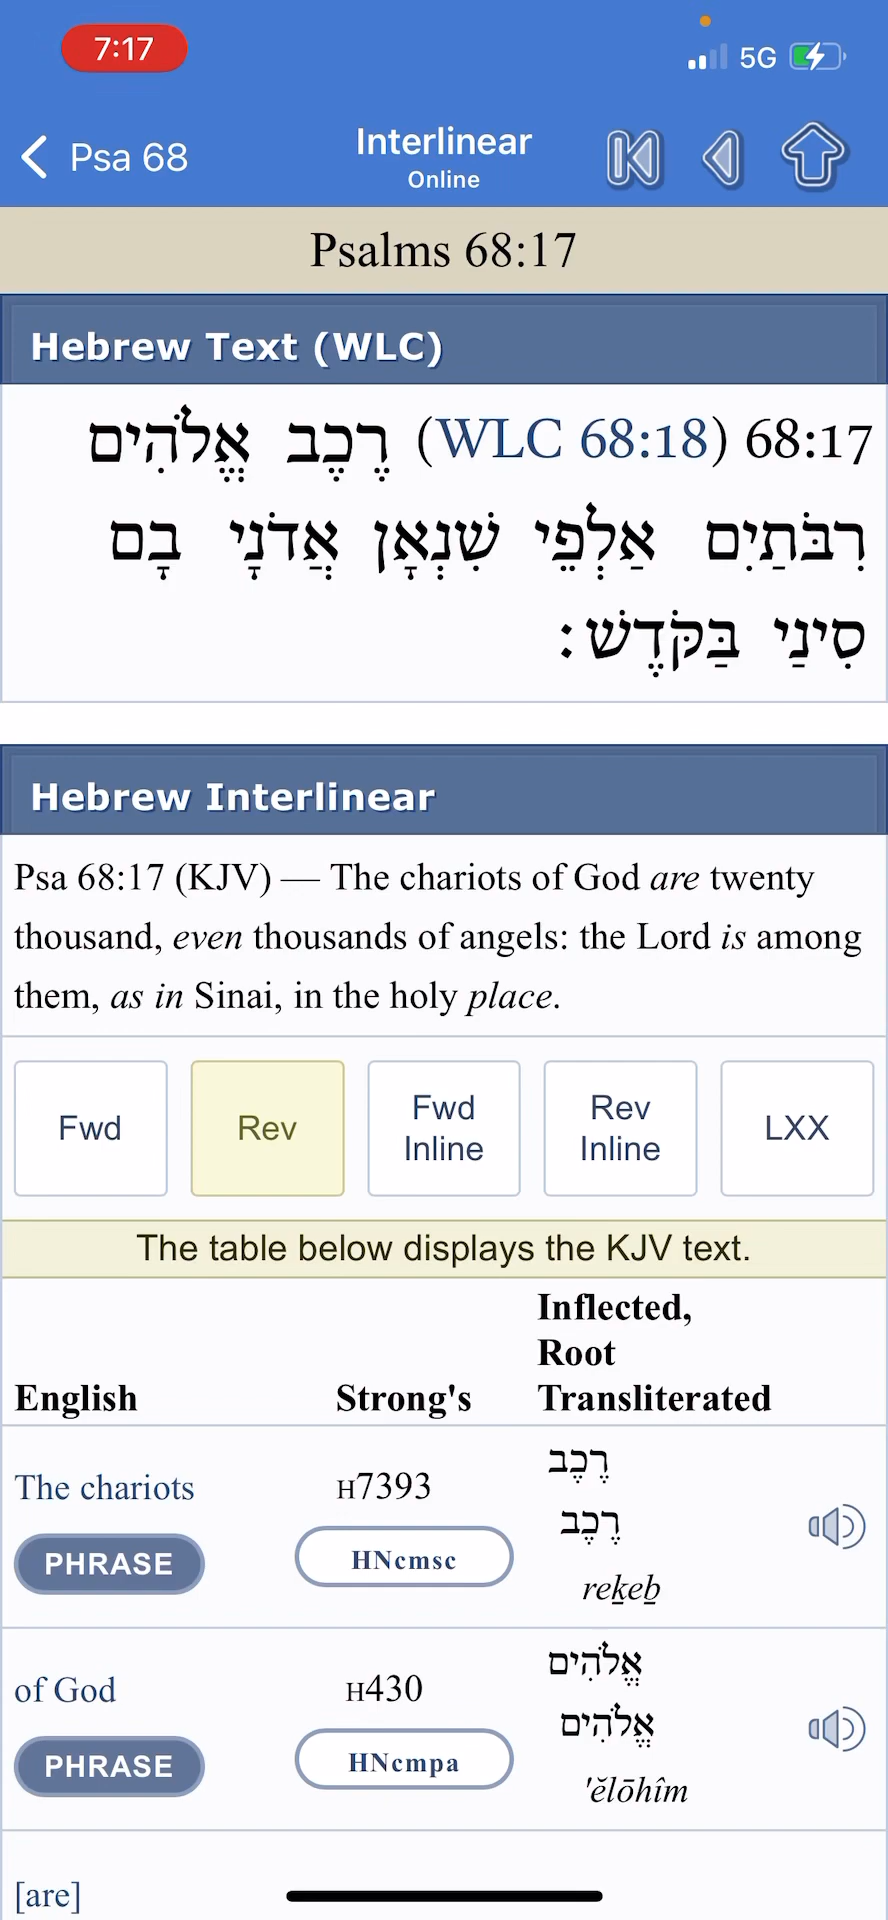 7:17
5G
Psa 68
Interlinear
Online
Psalms 68:17
Hebrew Text (WLC)
68:17 (WLC 68:18) רֶכֶב אֱלֹהִים
רִבֹּתַיִם אַלְפֵי שִׁנְאָן אֲדֹנָי בָם
סִינַי בַּקֹּדֶשׁ׃
Hebrew Interlinear
Psa 68:17 (KJV) — The chariots of God are twenty
thousand, even thousands of angels: the Lord is among
them, as in Sinai, in the holy place.
Fwd
Rev
Fwd
Inline
Rev
Inline
LXX
The table below displays the KJV text.
English
Strong's
Inflected,
Root
Transliterated
The chariots
PHRASE
H7393
HNcmsc
רֶכֶב
רֶכֶב
reḵeḇ
of God
PHRASE
H430
HNcmpa
אֱלֹהִים
אֱלֹהִים
'ĕlōhîm
[are]